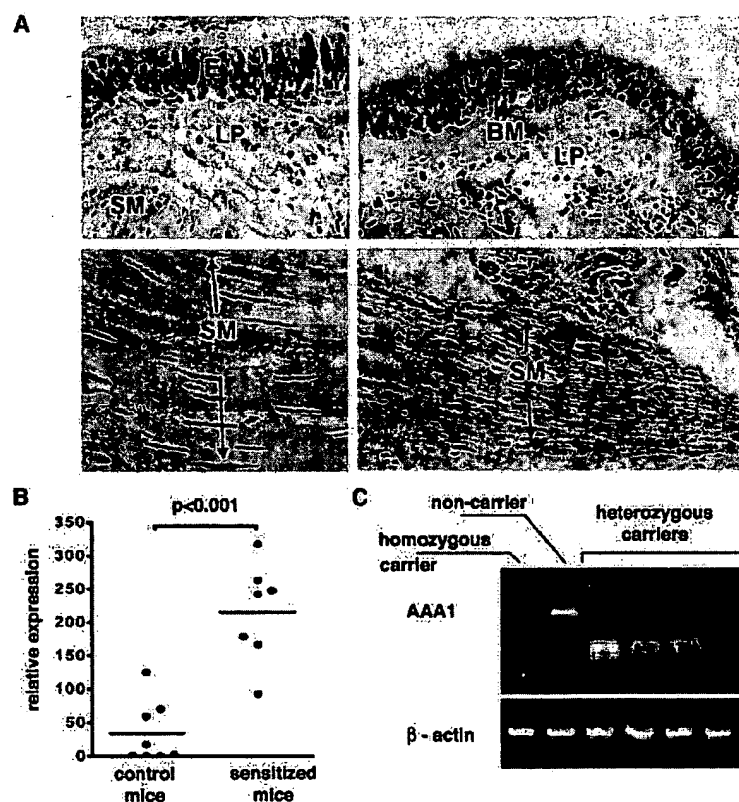 A
Ep
LP
SM
BM
LP
SM
SM
B
p<0.001
relative expression
350
300
250
200
150
100
50
0
control
mice
sensitized
mice
C
non-carrier
homozygous
carrier
heterozygous
carriers
AAA1
β - actin